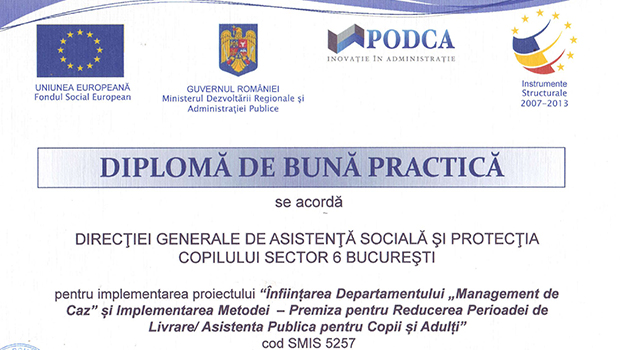 PODCA
INOVAȚIE ÎN ADMINISTRAȚIE
UNIUNEA EUROPEANĂ
Fondul Social European
GUVERNUL ROMÂNIEI
Ministerul Dezvoltării Regionale și
Administrației Publice
Instrumente
Structurale
2007-2013
DIPLOMĂ DE BUNĂ PRACTICĂ
se acordă
DIRECȚIEI GENERALE DE ASISTENȚĂ SOCIALĂ ȘI PROTECȚIA
COPILULUI SECTOR 6 BUCUREȘTI
pentru implementarea proiectului “Înființarea Departamentului „Management de
Caz” și Implementarea Metodei – Premiza pentru Reducerea Perioadei de
Livrare/ Asistenta Publica pentru Copii și Adulți”
cod SMIS 5257